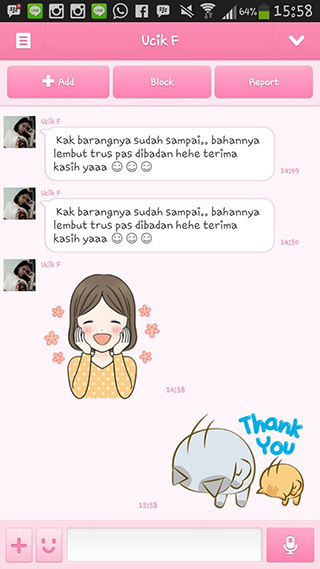 64%
15:58
Ucik F
+ Add
Block
Report
Ucik F
Kak barangnya sudah sampai,, bahannya
lembut trus pas dibadan hehe terima
kasih yaaa
14:49
Ucik F
Kak barangnya sudah sampai,, bahannya
lembut trus pas dibadan hehe terima
kasih yaaa
14:50
Ucik F
14:58
Thank
You
15:58